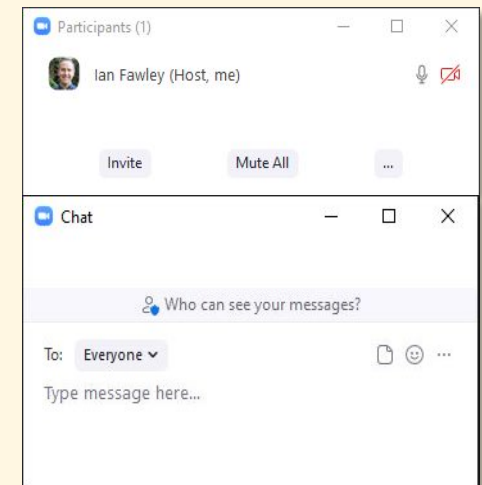 Participants (1)
Ian Fawley (Host, me)
Invite Mute All ...
Chat
Who can see your messages?
To: Everyone
Type message here...